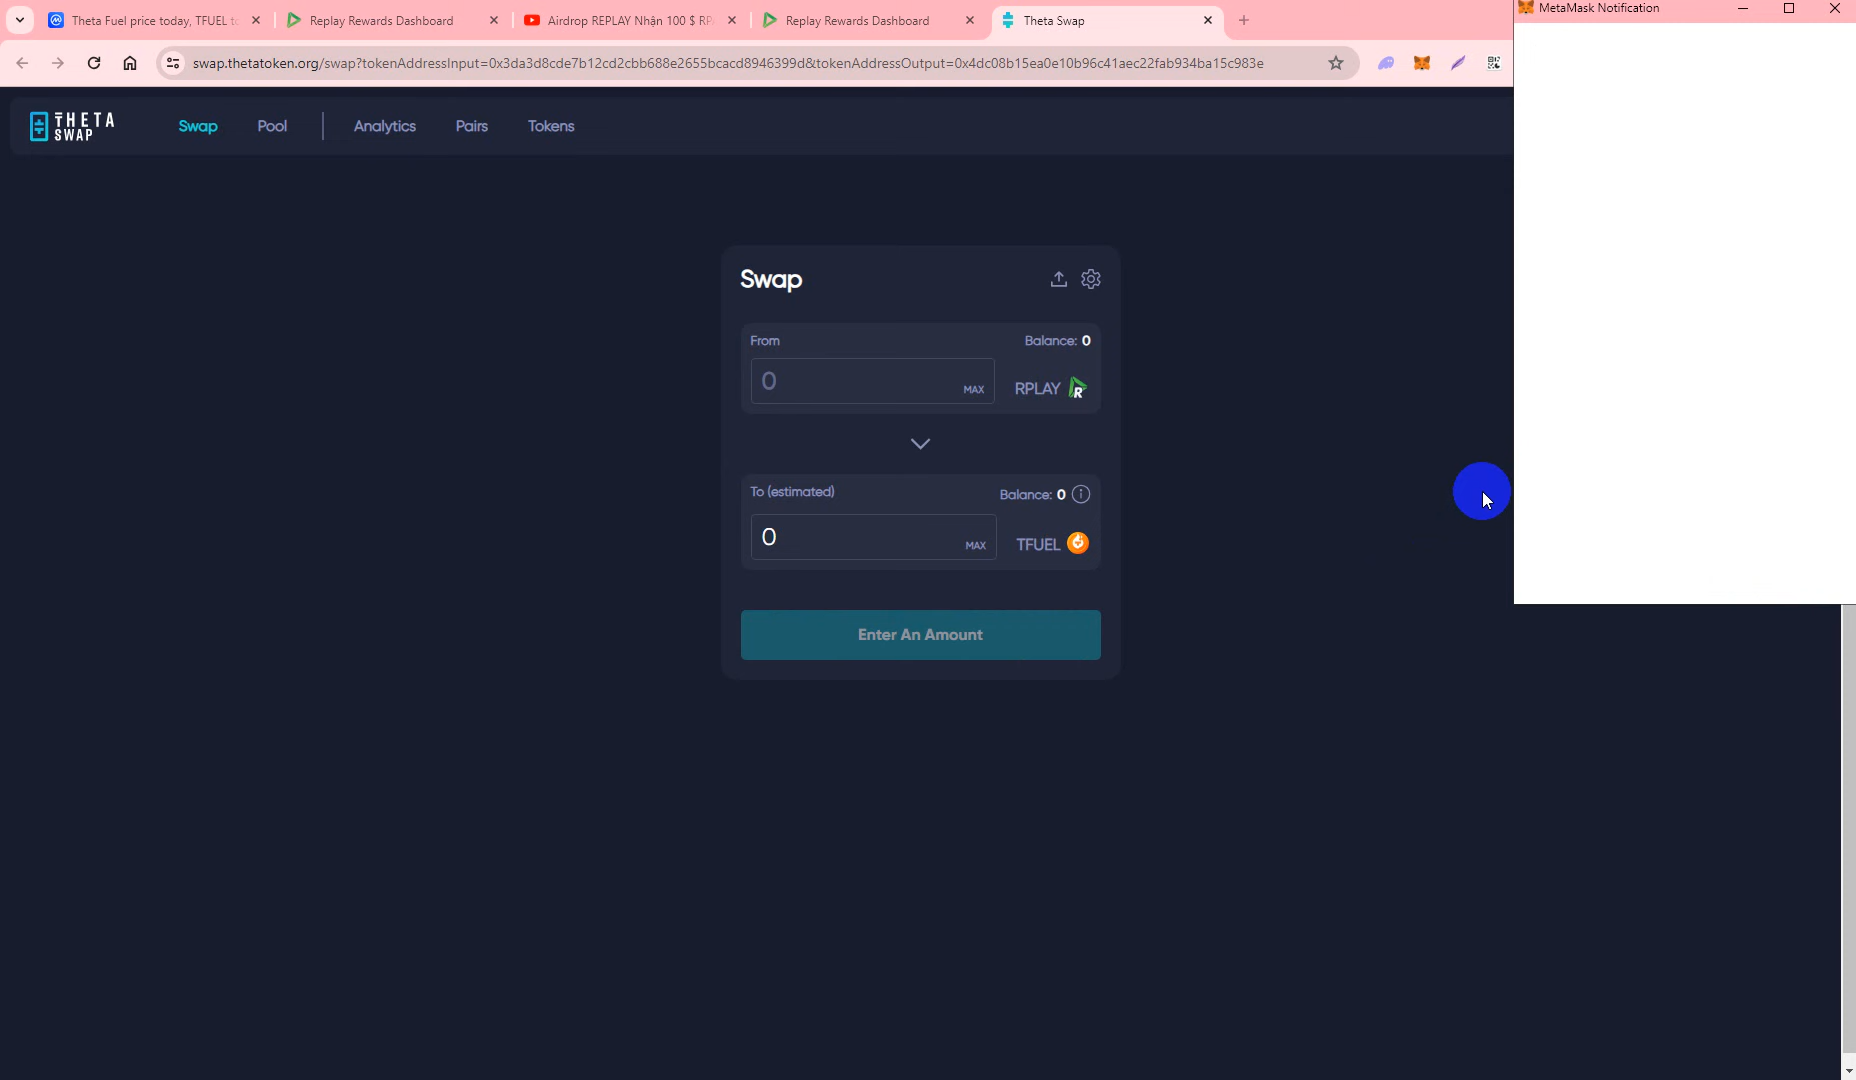 Theta Fuel price today, TFUEL to
Replay Rewards Dashboard
Airdrop REPLAY Nhận 100 $ RP
Replay Rewards Dashboard
Theta Swap
MetaMask Notification
swap.thetatoken.org/swap?tokenAddressInput=0x3da3d8cde7b12cd2cbb688e2655bcacd8946399d&tokenAddressOutput=0x4dc08b15ea0e10b96c41aec22fab934ba15c983e
THETA
SWAP
Swap
Pool
Analytics
Pairs
Tokens
Swap
From
Balance: 0
0
MAX
RPLAY
To (estimated)
Balance: 0
0
MAX
TFUEL
Enter An Amount